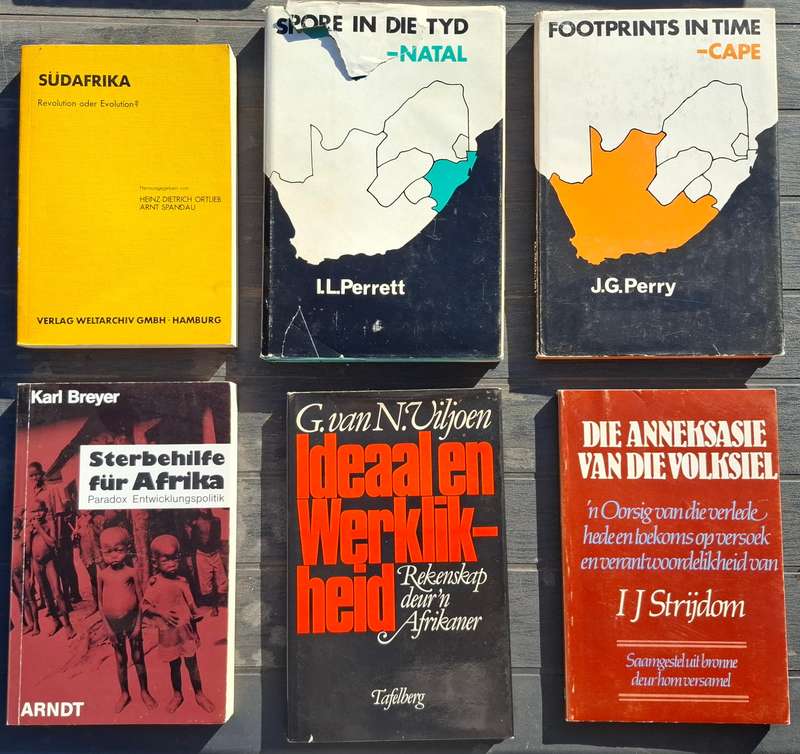 SÜDAFRIKA
Revolution oder Evolution?
Herausgegeben von
HEINZ-DIETRICH ORTLIEB
ARNT SPANDAU
VERLAG WELTARCHIV GMBH · HAMBURG
SPORE IN DIE TYD
–NATAL
I.L.Perrett
FOOTPRINTS IN TIME
–CAPE
J.G.Perry
Karl Breyer
Sterbehilfe
für Afrika
Paradox Entwicklungspolitik
ARNDT
G. van N. Viljoen
Ideaal en
Werklik-
heid
Rekenskap
deur 'n
Afrikaner
Tafelberg
DIE ANNEKSASIE
VAN DIE VOLKSIEL
'n Oorsig van die verlede
hede en toekoms op versoek
en verantwoordelikheid van
I J Strijdom
Saamgestel uit bronne
deur hom versamel